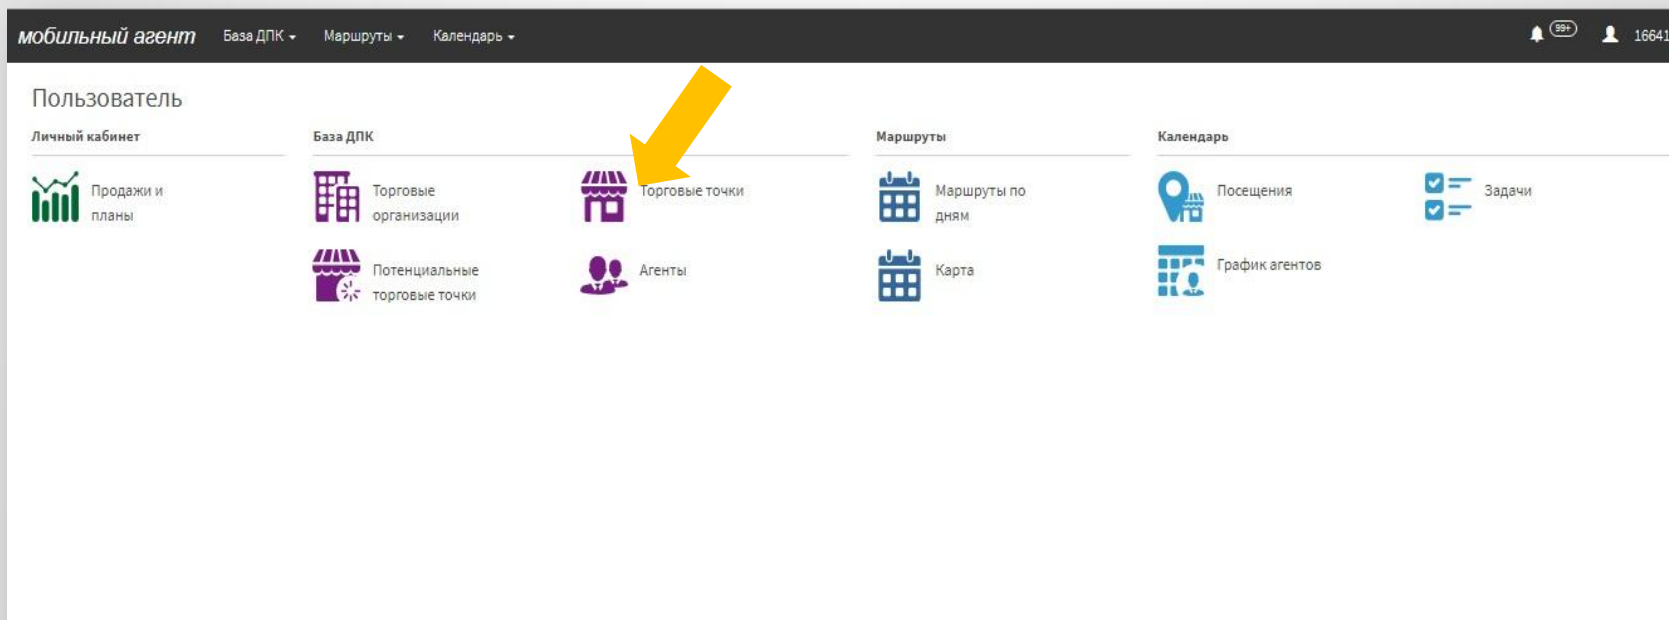 мобильный агент База ДПК Маршруты Календарь 99+ 16641
Пользователь
Личный кабинет
Продажи и
планы
База ДПК
Торговые
организации
Торговые точки
Потенциальные
торговые точки
Агенты
Маршруты
Маршруты по
дням
Карта
Календарь
Посещения
Задачи
График агентов